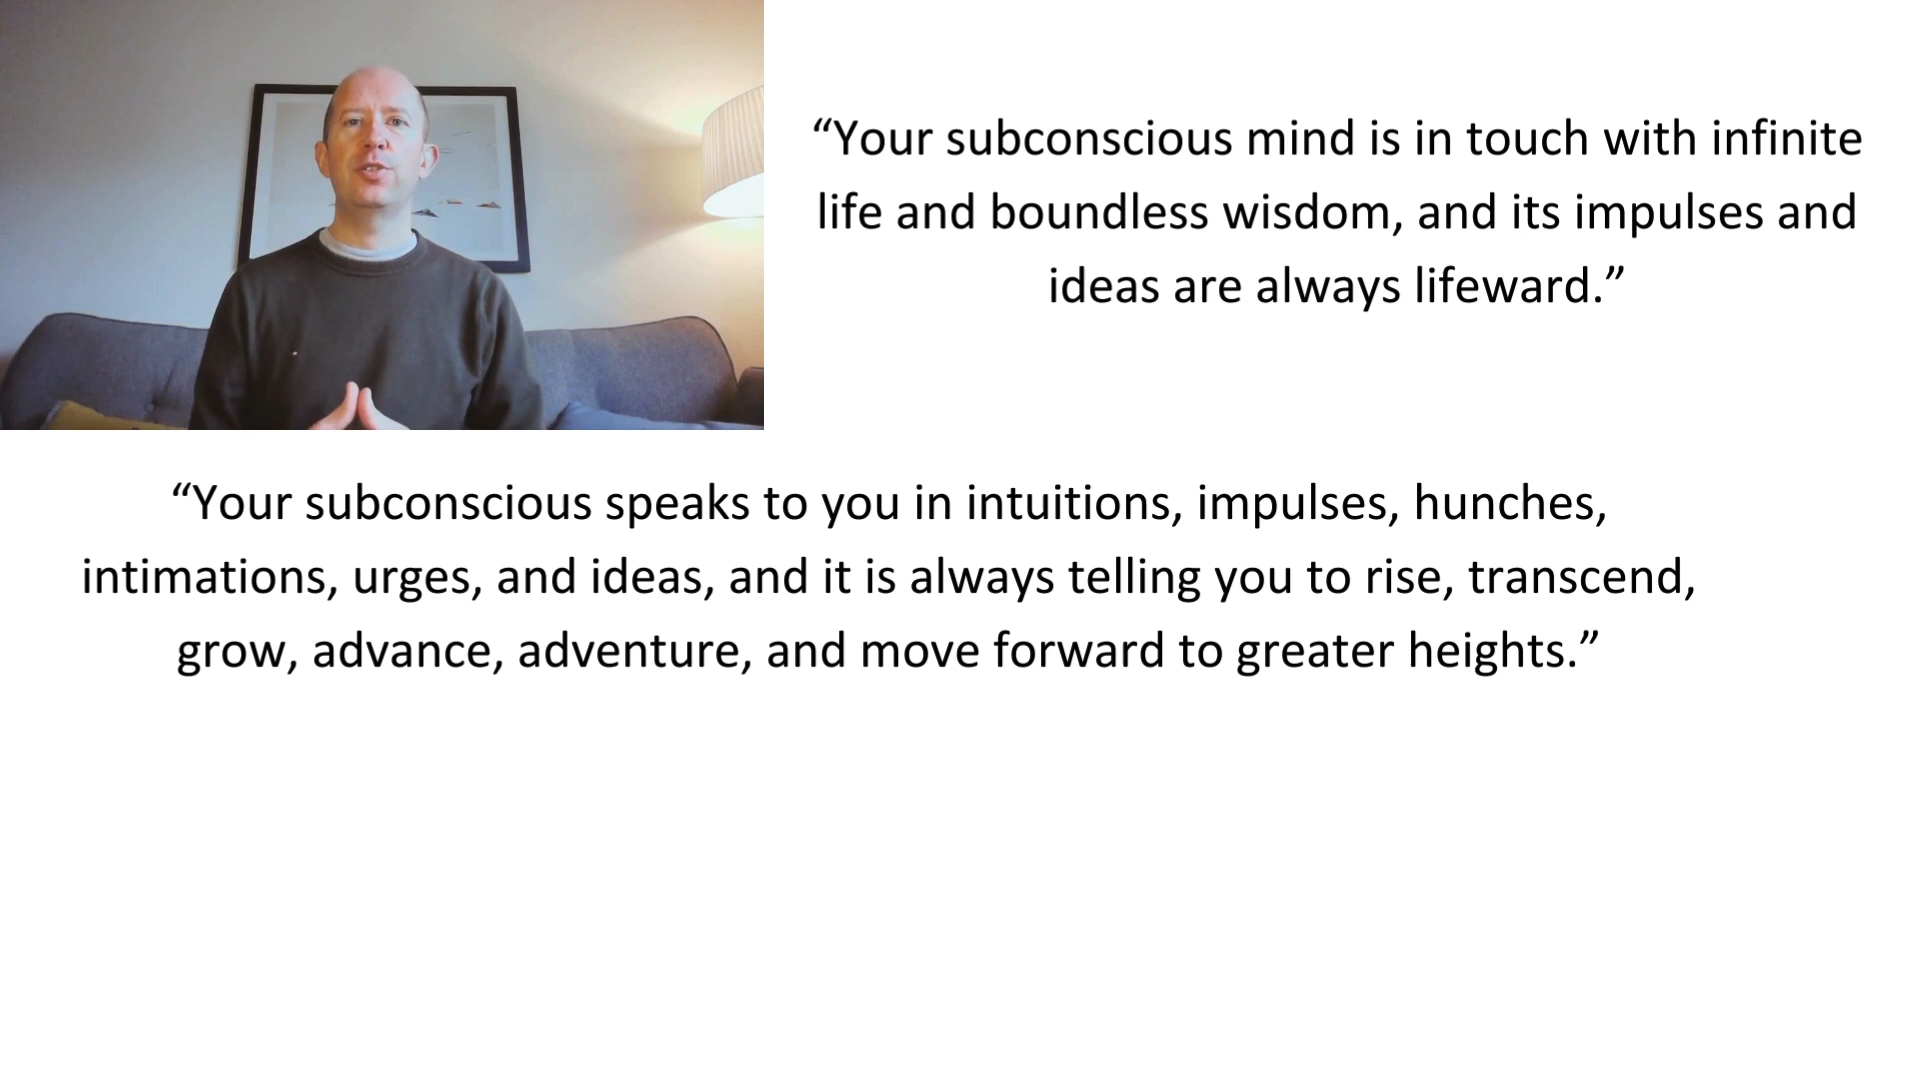 “Your subconscious mind is in touch with infinite
life and boundless wisdom, and its impulses and
ideas are always lifeward.”
“Your subconscious speaks to you in intuitions, impulses, hunches,
intimations, urges, and ideas, and it is always telling you to rise, transcend,
grow, advance, adventure, and move forward to greater heights.”